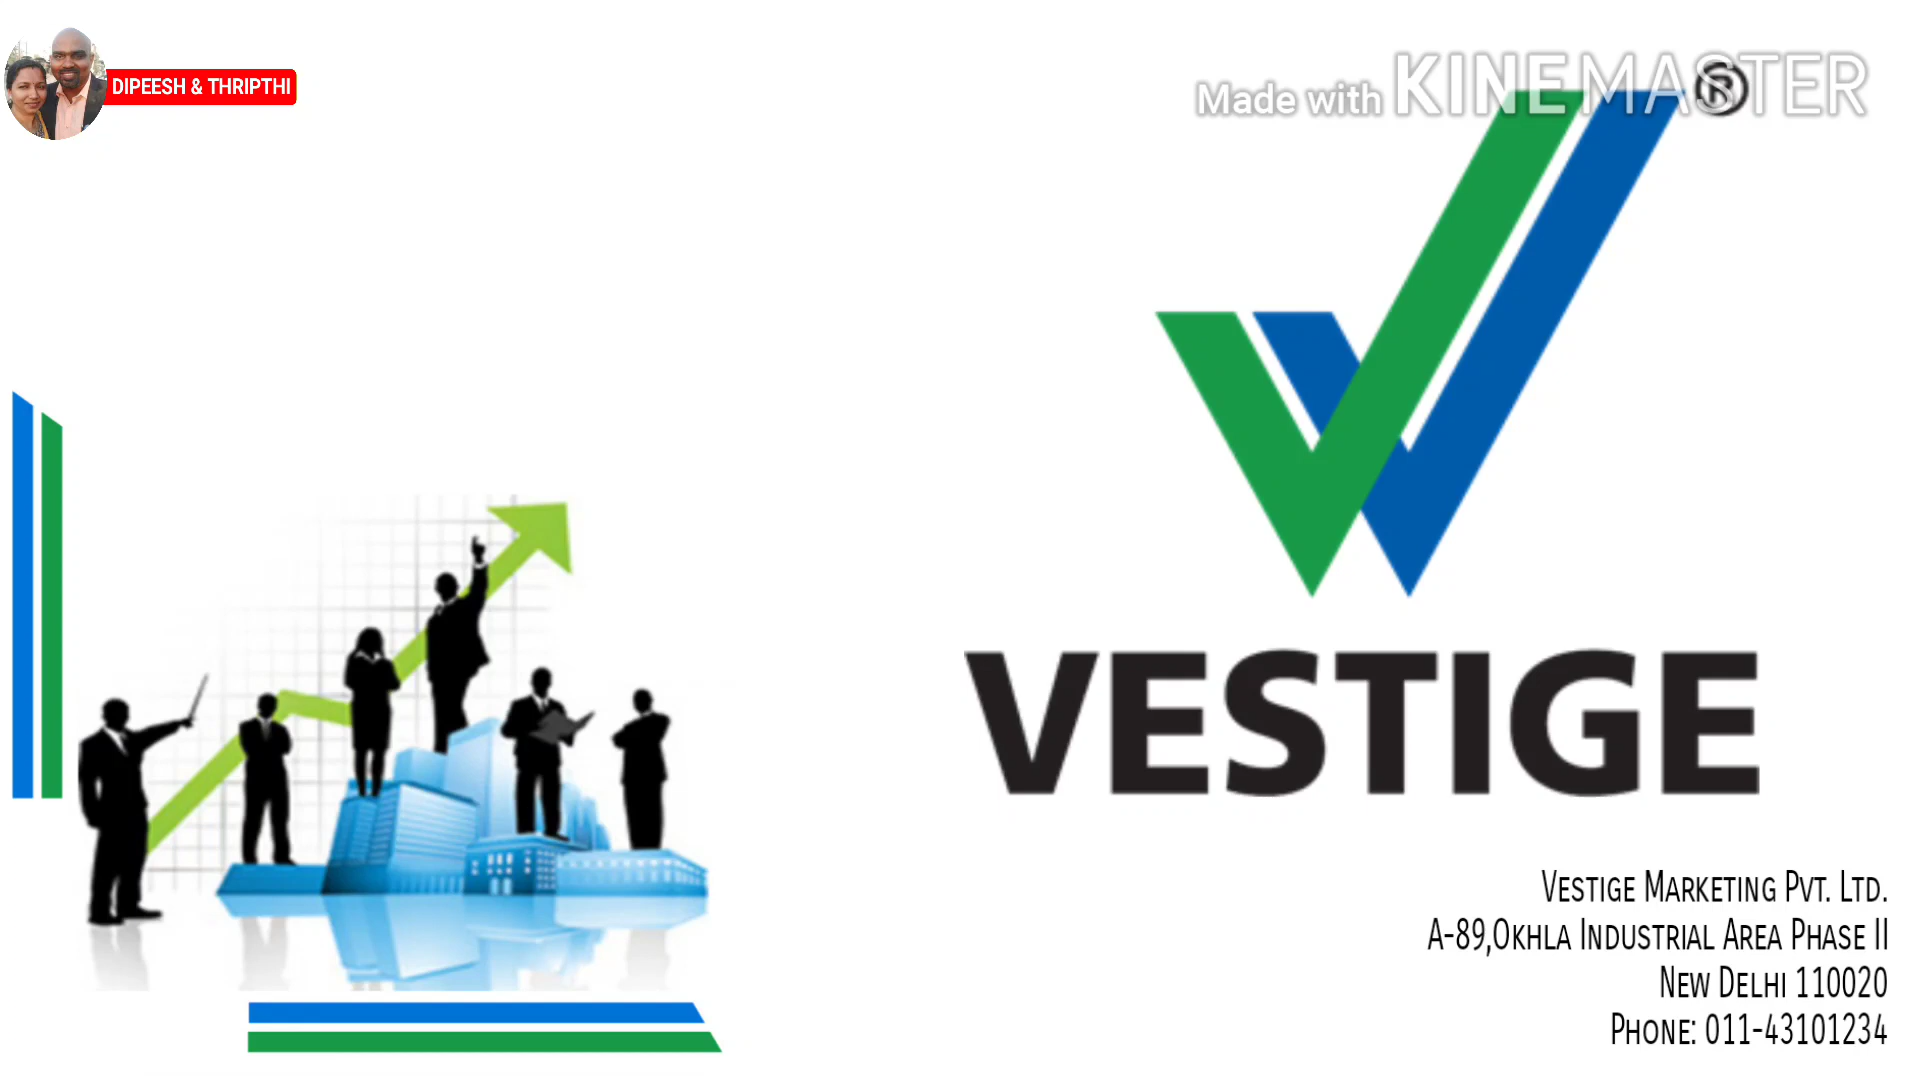 DIPEESH & THRIPTHI
Made with KINEMASTER
®
VESTIGE
VESTIGE MARKETING PVT. LTD.
A-89,OKHLA INDUSTRIAL AREA PHASE II
NEW DELHI 110020
PHONE: 011-43101234